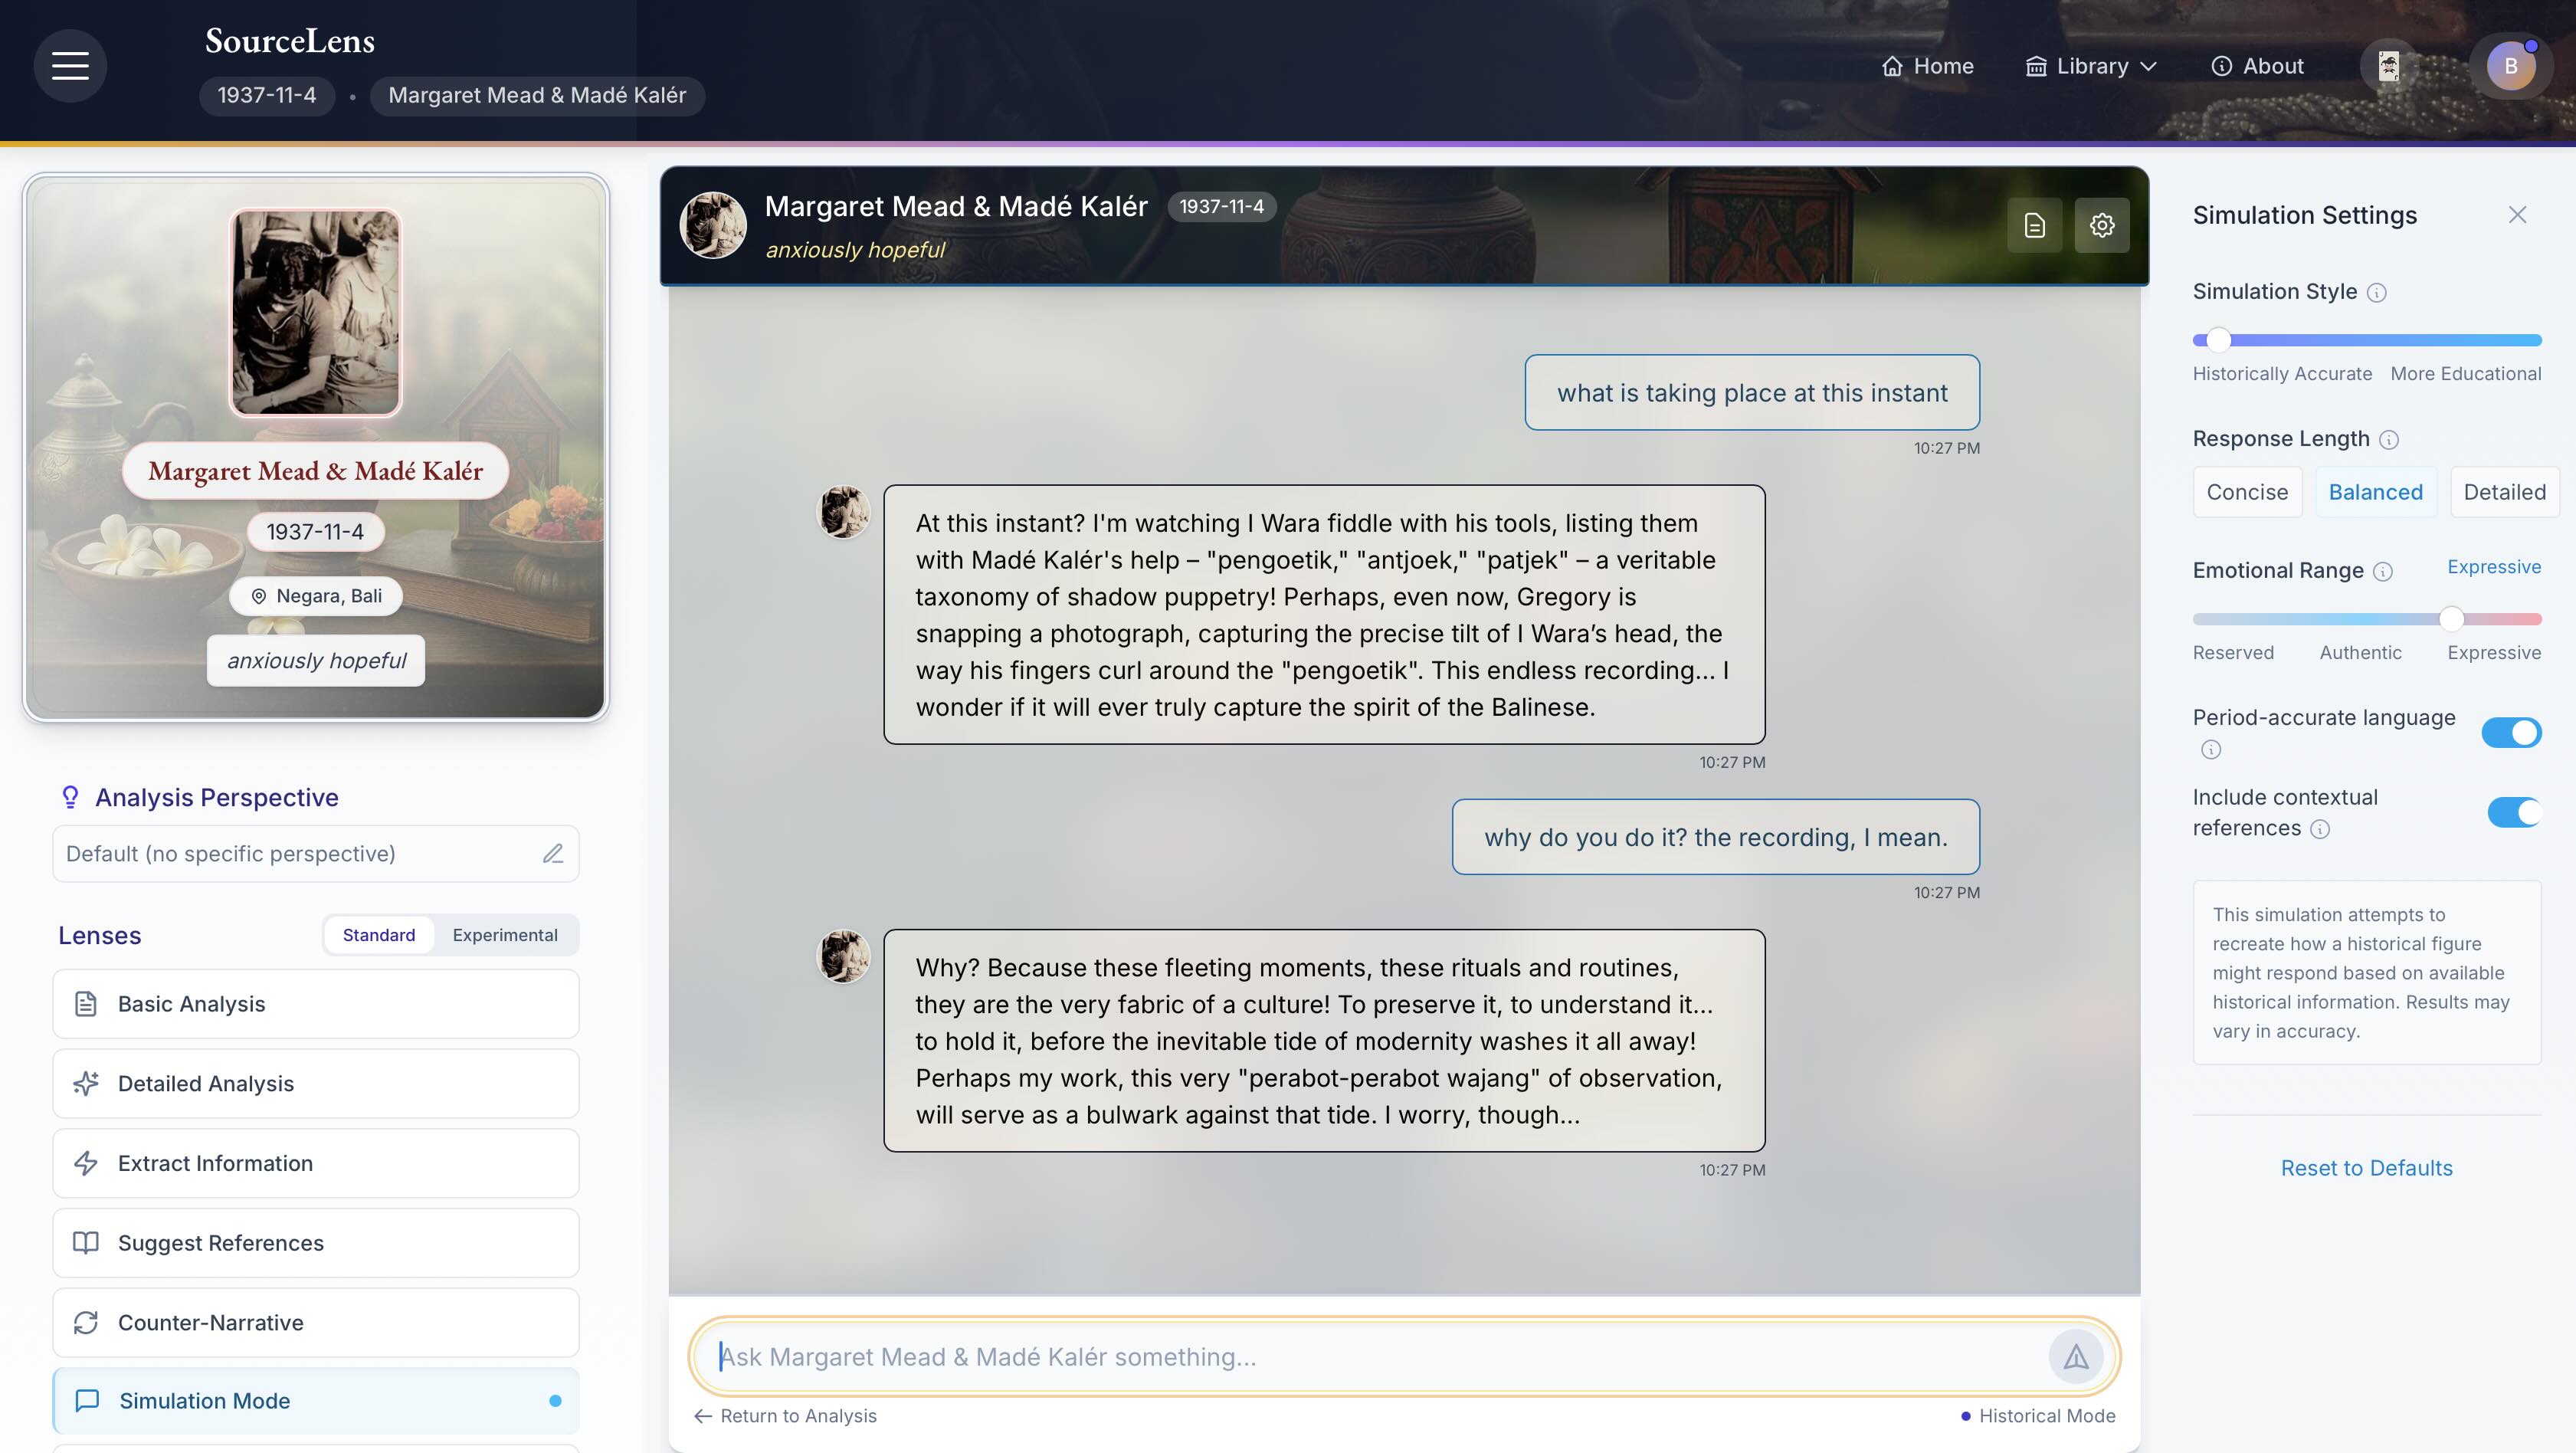 SourceLens
1937-11-4 • Margaret Mead & Madé Kalér
Home
Library
About
B
Margaret Mead & Madé Kalér
1937-11-4
Negara, Bali
anxiously hopeful
Analysis Perspective
Default (no specific perspective)
Lenses
Standard
Experimental
Basic Analysis
Detailed Analysis
Extract Information
Suggest References
Counter-Narrative
Simulation Mode
Margaret Mead & Madé Kalér 1937-11-4
anxiously hopeful
what is taking place at this instant
10:27 PM
At this instant? I'm watching I Wara fiddle with his tools, listing them
with Madé Kalér's help – "pengoetik," "antjoek," "patjek" – a veritable
taxonomy of shadow puppetry! Perhaps, even now, Gregory is
snapping a photograph, capturing the precise tilt of I Wara’s head, the
way his fingers curl around the "pengoetik". This endless recording... I
wonder if it will ever truly capture the spirit of the Balinese.
10:27 PM
why do you do it? the recording, I mean.
10:27 PM
Why? Because these fleeting moments, these rituals and routines,
they are the very fabric of a culture! To preserve it, to understand it...
to hold it, before the inevitable tide of modernity washes it all away!
Perhaps my work, this very "perabot-perabot wajang" of observation,
will serve as a bulwark against that tide. I worry, though...
10:27 PM
Ask Margaret Mead & Madé Kalér something...
Return to Analysis
Historical Mode
Simulation Settings
Simulation Style
Historically Accurate
More Educational
Response Length
Concise
Balanced
Detailed
Emotional Range
Expressive
Reserved
Authentic
Expressive
Period-accurate language
Include contextual
references
This simulation attempts to
recreate how a historical figure
might respond based on available
historical information. Results may
vary in accuracy.
Reset to Defaults